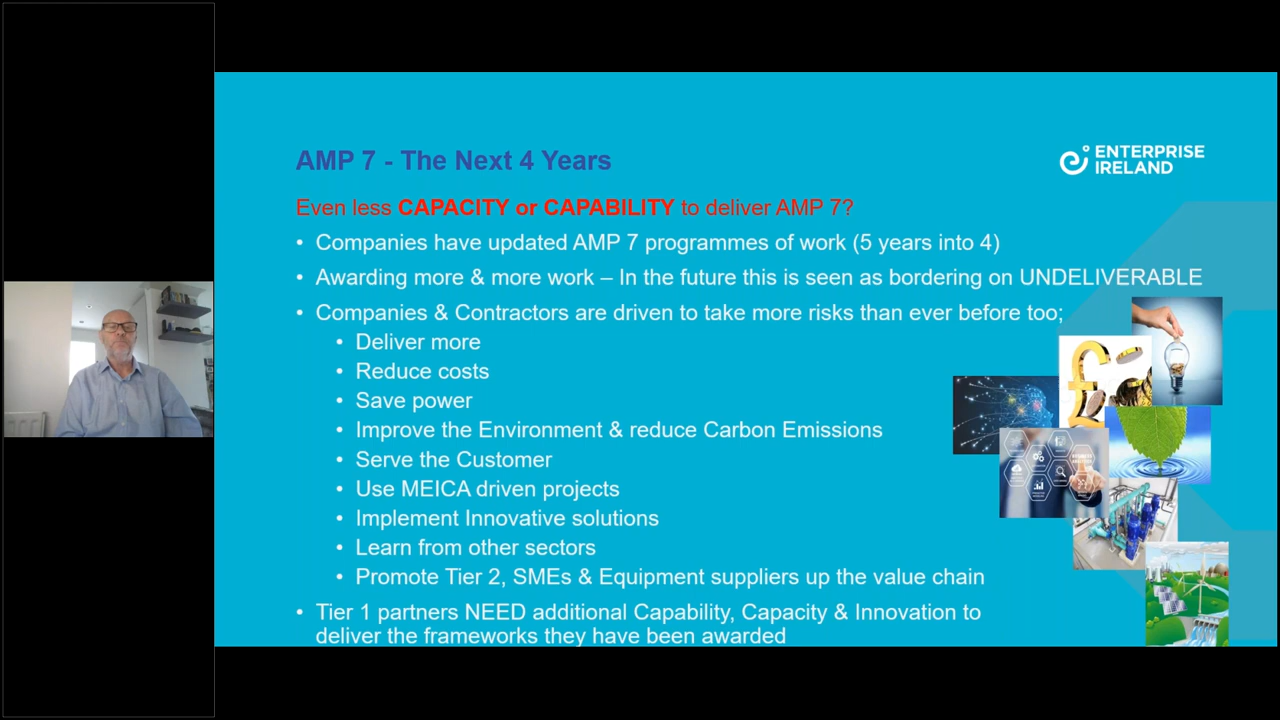 AMP 7 - The Next 4 Years
ENTERPRISE
IRELAND
Even less CAPACITY or CAPABILITY to deliver AMP 7?
• Companies have updated AMP 7 programmes of work (5 years into 4)
• Awarding more & more work – In the future this is seen as bordering on UNDELIVERABLE
• Companies & Contractors are driven to take more risks than ever before too;
• Deliver more
• Reduce costs
• Save power
• Improve the Environment & reduce Carbon Emissions
• Serve the Customer
• Use MEICA driven projects
• Implement Innovative solutions
• Learn from other sectors
• Promote Tier 2, SMEs & Equipment suppliers up the value chain
• Tier 1 partners NEED additional Capability, Capacity & Innovation to
deliver the frameworks they have been awarded